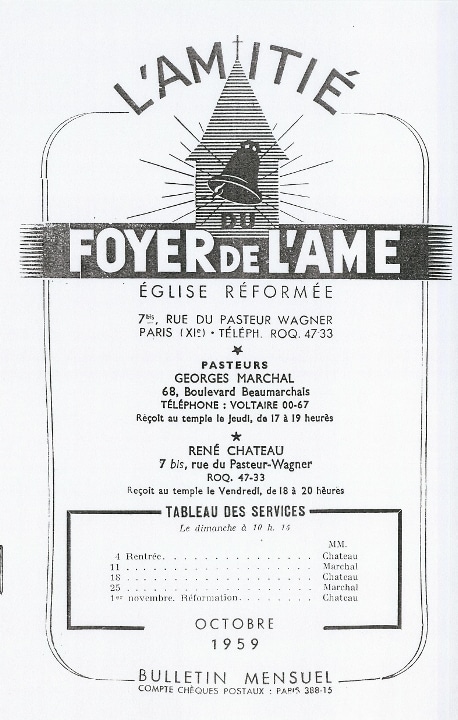 L'AMITIÉ
DU
FOYER DE L'AME
ÉGLISE RÉFORMÉE
7bis, RUE DU PASTEUR WAGNER
PARIS (XIe) • TÉLÉPH. ROQ. 47-33
★
PASTEURS
GEORGES MARCHAL
68, Boulevard Beaumarchais
TÉLÉPHONE : VOLTAIRE 00-67
Réçoit au temple le Jeudi, de 17 à 19 heurès
★
RENÉ CHATEAU
7 bis, rue du Pasteur-Wagner
ROQ. 47-33
Reçoit au temple le Vendredi, de 18 à 20 heures
TABLEAU DES SERVICES
Le dimanche à 10 h. 15
MM.
4 Rentrée. . . . . . . . . . . . . . . Chateau
11 . . . . . . . . . . . . . . . . . . Marchal
18 . . . . . . . . . . . . . . . . . . Chateau
25 . . . . . . . . . . . . . . . . . . Marchal
1er novembre. Réformation. . . . . . . . Chateau
OCTOBRE
1959
BULLETIN MENSUEL
COMPTE CHÈQUES POSTAUX : PARIS 388-15